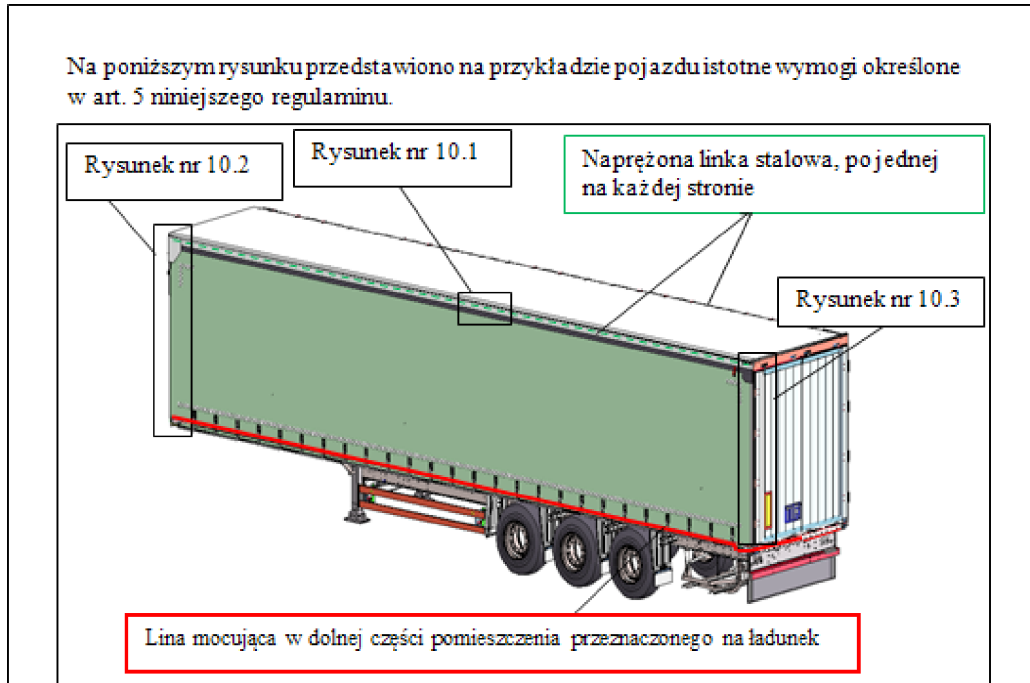 Na poniższym rysunku przedstawiono na przykładzie pojazdu istotne wymogi określone
w art. 5 niniejszego regulaminu.
Rysunek nr 10.2
Rysunek nr 10.1
Naprężona linka stalowa, po jednej
na każdej stronie
Rysunek nr 10.3
Lina mocująca w dolnej części pomieszczenia przeznaczonego na ładunek